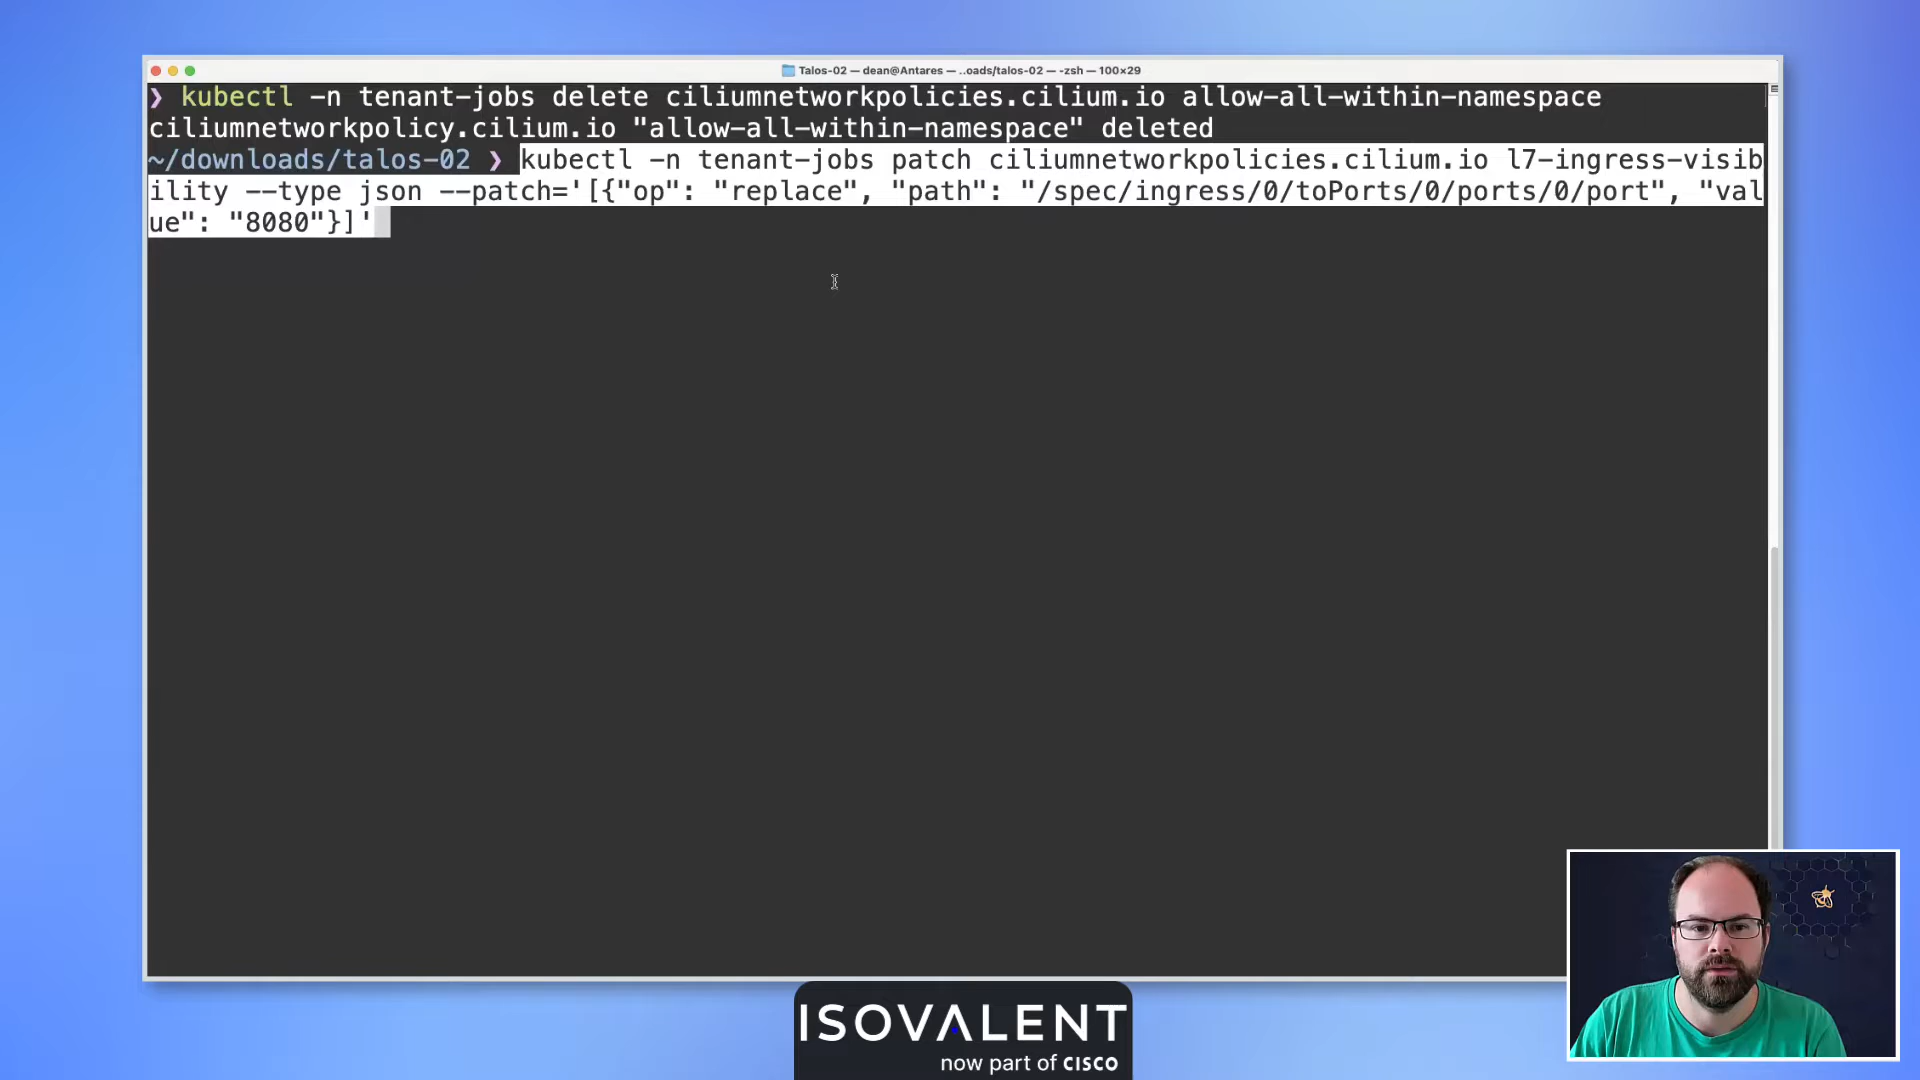 Talos-02 — dean@Antares — ..oads/talos-02 — -zsh — 100×29
❯ kubectl -n tenant-jobs delete ciliumnetworkpolicies.cilium.io allow-all-within-namespace
ciliumnetworkpolicy.cilium.io "allow-all-within-namespace" deleted
~/downloads/talos-02 ❯ kubectl -n tenant-jobs patch ciliumnetworkpolicies.cilium.io l7-ingress-visib
ility --type json --patch='[{"op": "replace", "path": "/spec/ingress/0/toPorts/0/ports/0/port", "val
ue": "8080"}]'
ISOVALENT
now part of CISCO